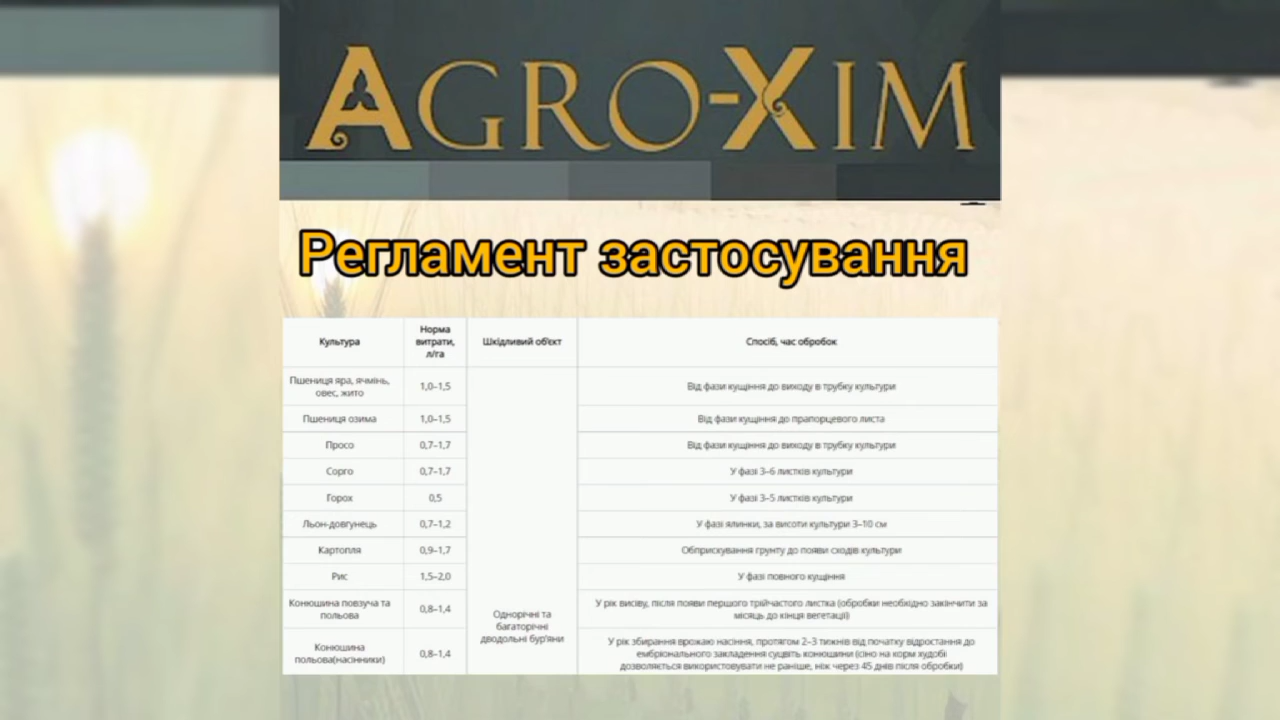 AGRO-XIM
Регламент застосування
Культура
Норма
витрати,
л/га
Шкідливий об'єкт
Спосіб, час обробок
Пшениця яра, ячмінь,
овес, жито
1,0–1,5
Від фази кущіння до виходу в трубку культури
Пшениця озима
1,0–1,5
Від фази кущіння до прапорцевого листа
Просо
0,7–1,7
Від фази кущіння до виходу в трубку культури
Сорго
0,7–1,7
У фазі 3–6 листків культури
Горох
0,5
У фазі 3–5 листків культури
Льон-довгунець
0,7–1,2
У фазі ялинки, за висоти культури 3–10 см
Картопля
0,9–1,7
Обприскування грунту до появи сходів культури
Рис
1,5–2,0
У фазі повного кущіння
Конюшина повзуча та
польова
0,8–1,4
У рік висіву, після появи першого трійчастого листка (обробки необхідно закінчити за
місяць до кінця вегетації)
Однорічні та
багаторічні
дводольні бур'яни
Конюшина
польова(насінники)
0,8–1,4
У рік збирання врожаю насіння, протягом 2–3 тижнів від початку відростання до
ембріонального закладення суцвіть конюшини (сіно на корм худобі
дозволяється використовувати не раніше, ніж через 45 днів після обробки)